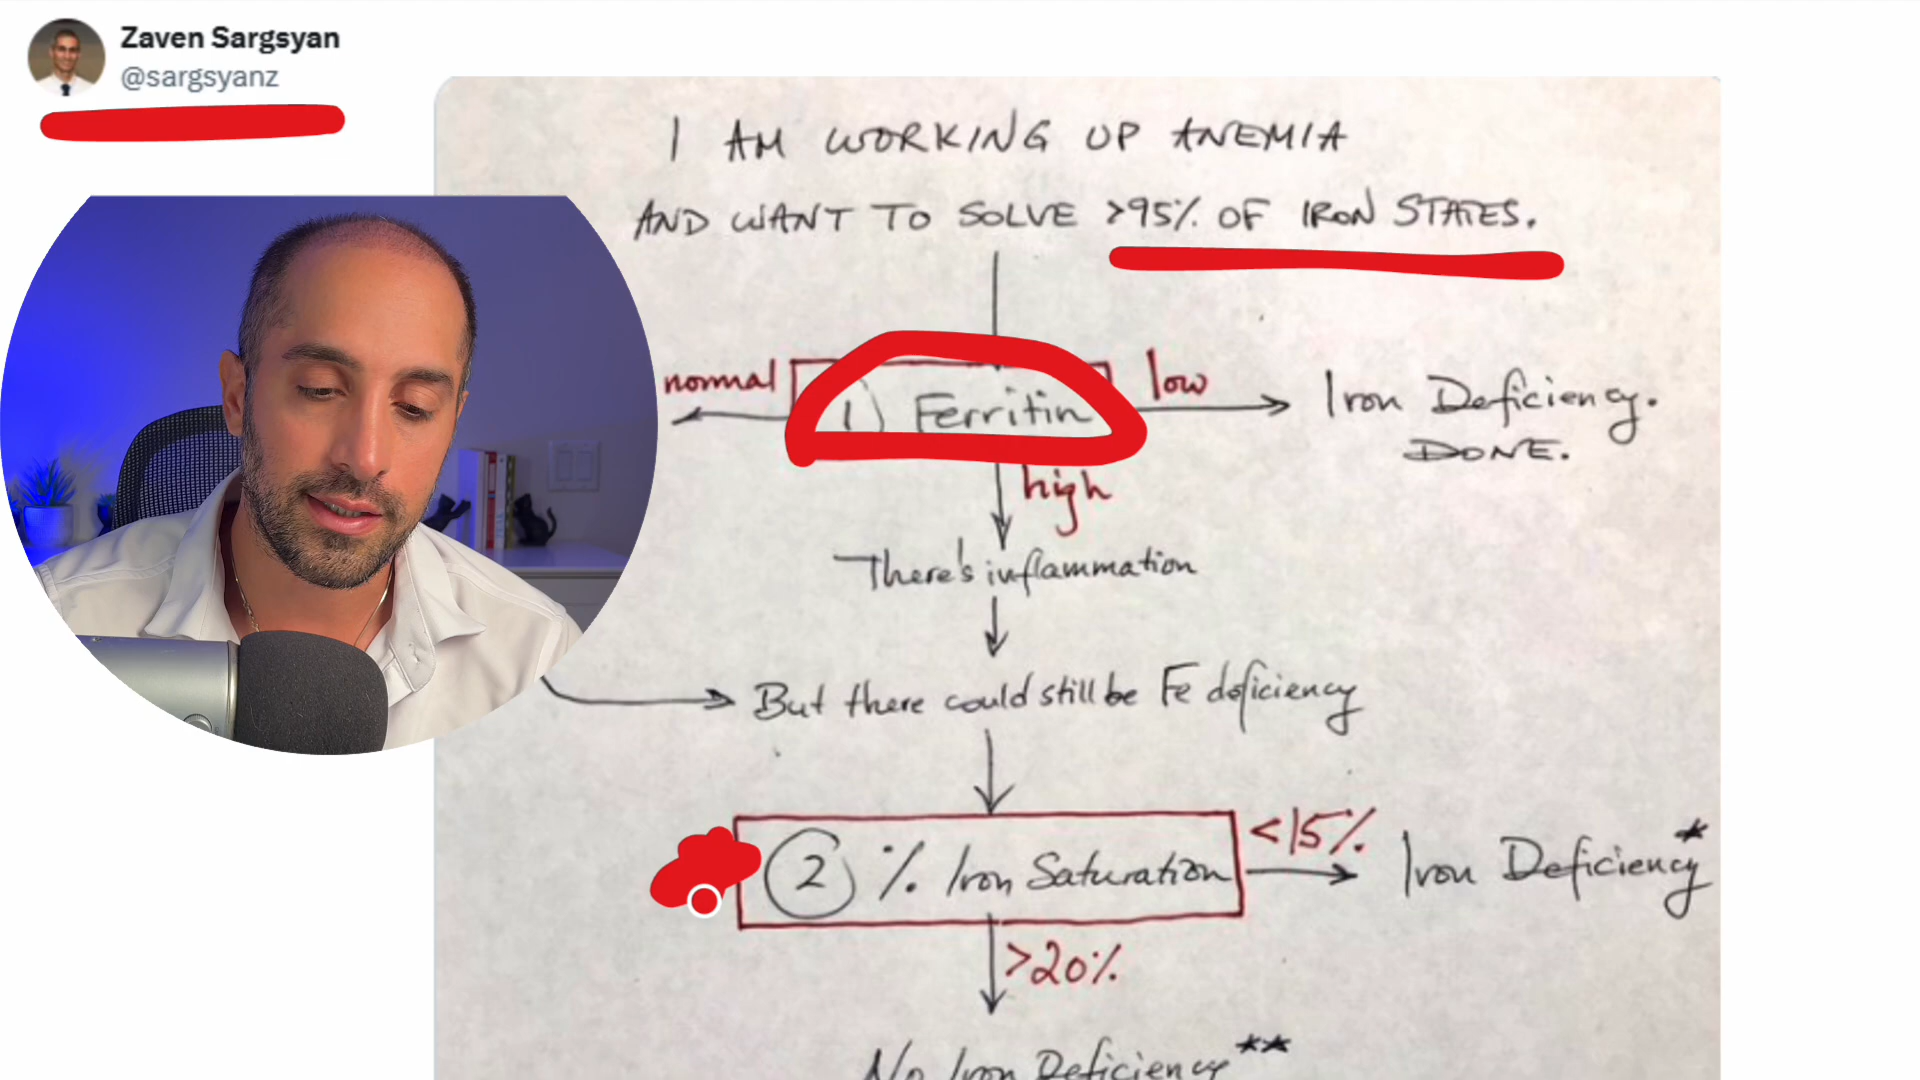 Zaven Sargsyan
@sargsyanz
I AM WORKING UP ANEMIA
AND WANT TO SOLVE >95% OF IRON STATES.
normal
1) Ferritin
low
Iron Deficiency.
DONE.
high
There's inflammation
But there could still be Fe deficiency
2 % Iron Saturation
<15%
Iron Deficiency*
>20%
No Iron Deficiency**